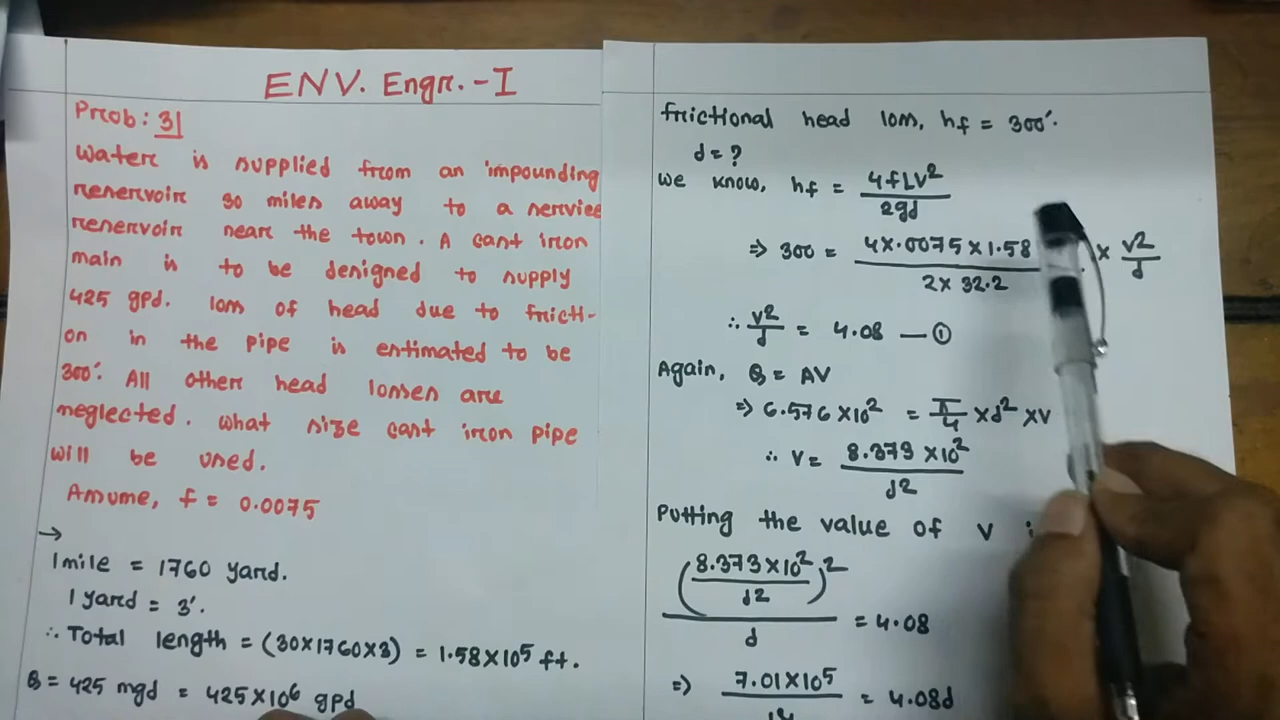 ENV. Engr. - I
Prob: 31
Water is supplied from an impounding
reservoir 30 miles away to a service
reservoir near the town. A cast iron
main is to be designed to supply
425 gpd. loss of head due to fricti-
on in the pipe is estimated to be
300'. All other head losses are
neglected. What size cast iron pipe
will be used.
Assume, f = 0.0075
→
1 mile = 1760 yard.
1 yard = 3'.
∴ Total length = (30×1760×3) = 1.58×10⁵ ft.
Q = 425 mgd = 425×10⁶ gpd
frictional head loss, hf = 300'.
d = ?
We know, hf = 4fLV² / 2gd
⇒ 300 = 4×.0075×1.58 / 2×32.2 × V²/d
∴ V²/d = 4.08 — ①
Again, Q = AV
⇒ 6.576×10² = π/4 ×d² ×V
∴ V = 8.373×10² / d²
Putting the value of V
(8.373×10² / d²)² / d = 4.08
⇒ 7.01×10⁵ / d⁴ = 4.08d